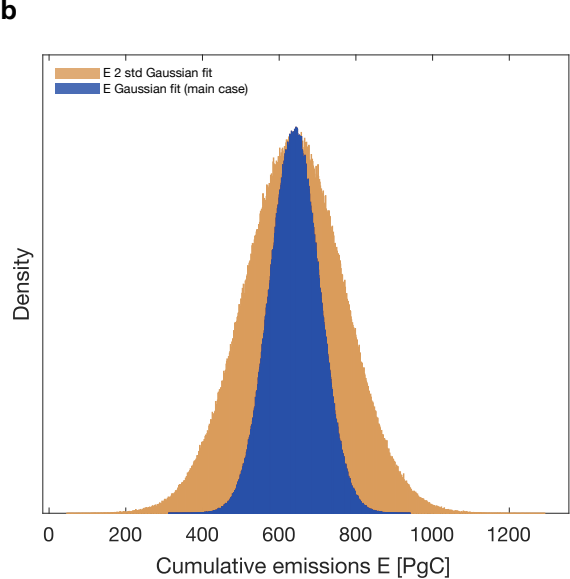 b
E 2 std Gaussian fit
E Gaussian fit (main case)
Density
0 200 400 600 800 1000 1200
Cumulative emissions E [PgC]